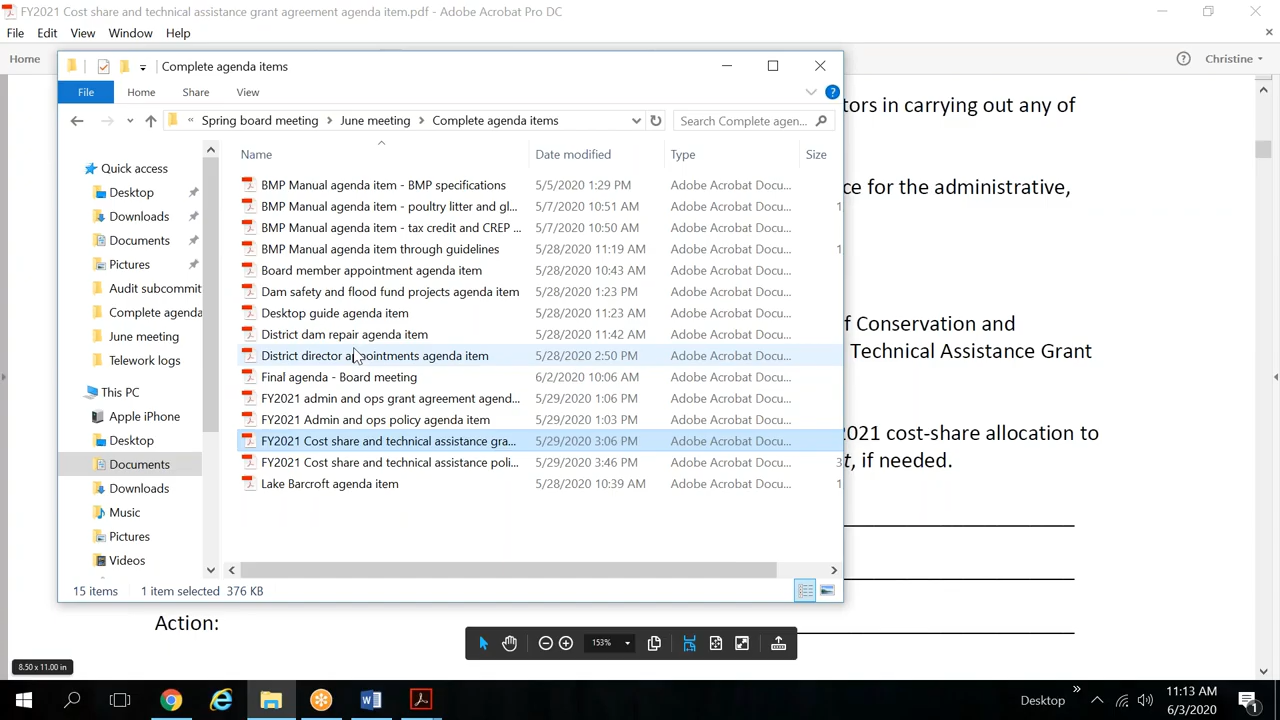 FY2021 Cost share and technical assistance grant agreement agenda item.pdf - Adobe Acrobat Pro DC
File Edit View Window Help
Home
Christine
Complete agenda items
File Home Share View
« Spring board meeting > June meeting > Complete agenda items
Search Complete agen...
Name Date modified Type Size
Quick access
Desktop
Downloads
Documents
Pictures
Audit subcommit
Complete agenda
June meeting
Telework logs
This PC
Apple iPhone
Desktop
Documents
Downloads
Music
Pictures
Videos
BMP Manual agenda item - BMP specifications 5/5/2020 1:29 PM Adobe Acrobat Docu...
BMP Manual agenda item - poultry litter and gl... 5/7/2020 10:51 AM Adobe Acrobat Docu... 1
BMP Manual agenda item - tax credit and CREP ... 5/7/2020 10:50 AM Adobe Acrobat Docu...
BMP Manual agenda item through guidelines 5/28/2020 11:19 AM Adobe Acrobat Docu... 1
Board member appointment agenda item 5/28/2020 10:43 AM Adobe Acrobat Docu...
Dam safety and flood fund projects agenda item 5/28/2020 1:23 PM Adobe Acrobat Docu...
Desktop guide agenda item 5/28/2020 11:23 AM Adobe Acrobat Docu...
District dam repair agenda item 5/28/2020 11:42 AM Adobe Acrobat Docu...
District director appointments agenda item 5/28/2020 2:50 PM Adobe Acrobat Docu...
Final agenda - Board meeting 6/2/2020 10:06 AM Adobe Acrobat Docu...
FY2021 admin and ops grant agreement agend... 5/29/2020 1:06 PM Adobe Acrobat Docu...
FY2021 Admin and ops policy agenda item 5/29/2020 1:03 PM Adobe Acrobat Docu...
FY2021 Cost share and technical assistance gra... 5/29/2020 3:06 PM Adobe Acrobat Docu...
FY2021 Cost share and technical assistance poli... 5/29/2020 3:46 PM Adobe Acrobat Docu... 3
Lake Barcroft agenda item 5/28/2020 10:39 AM Adobe Acrobat Docu... 1
15 items 1 item selected 376 KB
tors in carrying out any of
ce for the administrative,
f Conservation and
Technical Assistance Grant
2021 cost-share allocation to
t, if needed.
Action:
153%
8.50 x 11.00 in
Desktop
11:13 AM
6/3/2020
1